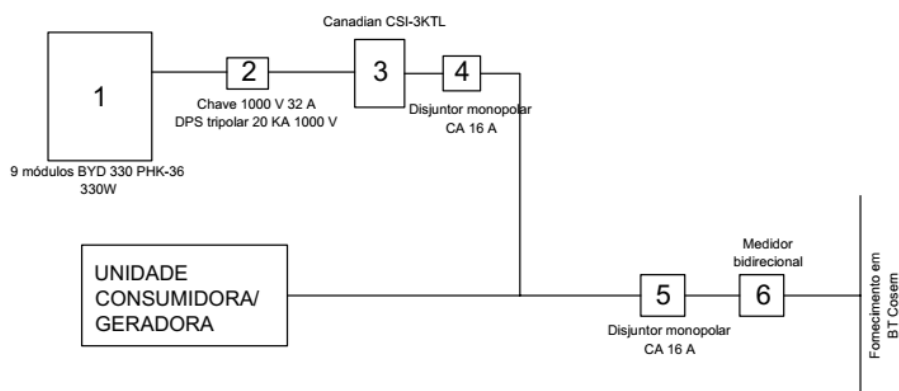 Canadian CSI-3KTL
1
2
3
4
Chave 1000 V 32 A
DPS tripolar 20 KA 1000 V
Disjuntor monopolar
CA 16 A
9 módulos BYD 330 PHK-36
330W
UNIDADE
CONSUMIDORA/
GERADORA
Medidor
bidirecional
5
6
Disjuntor monopolar
CA 16 A
Fornecimento em
BT Cosern